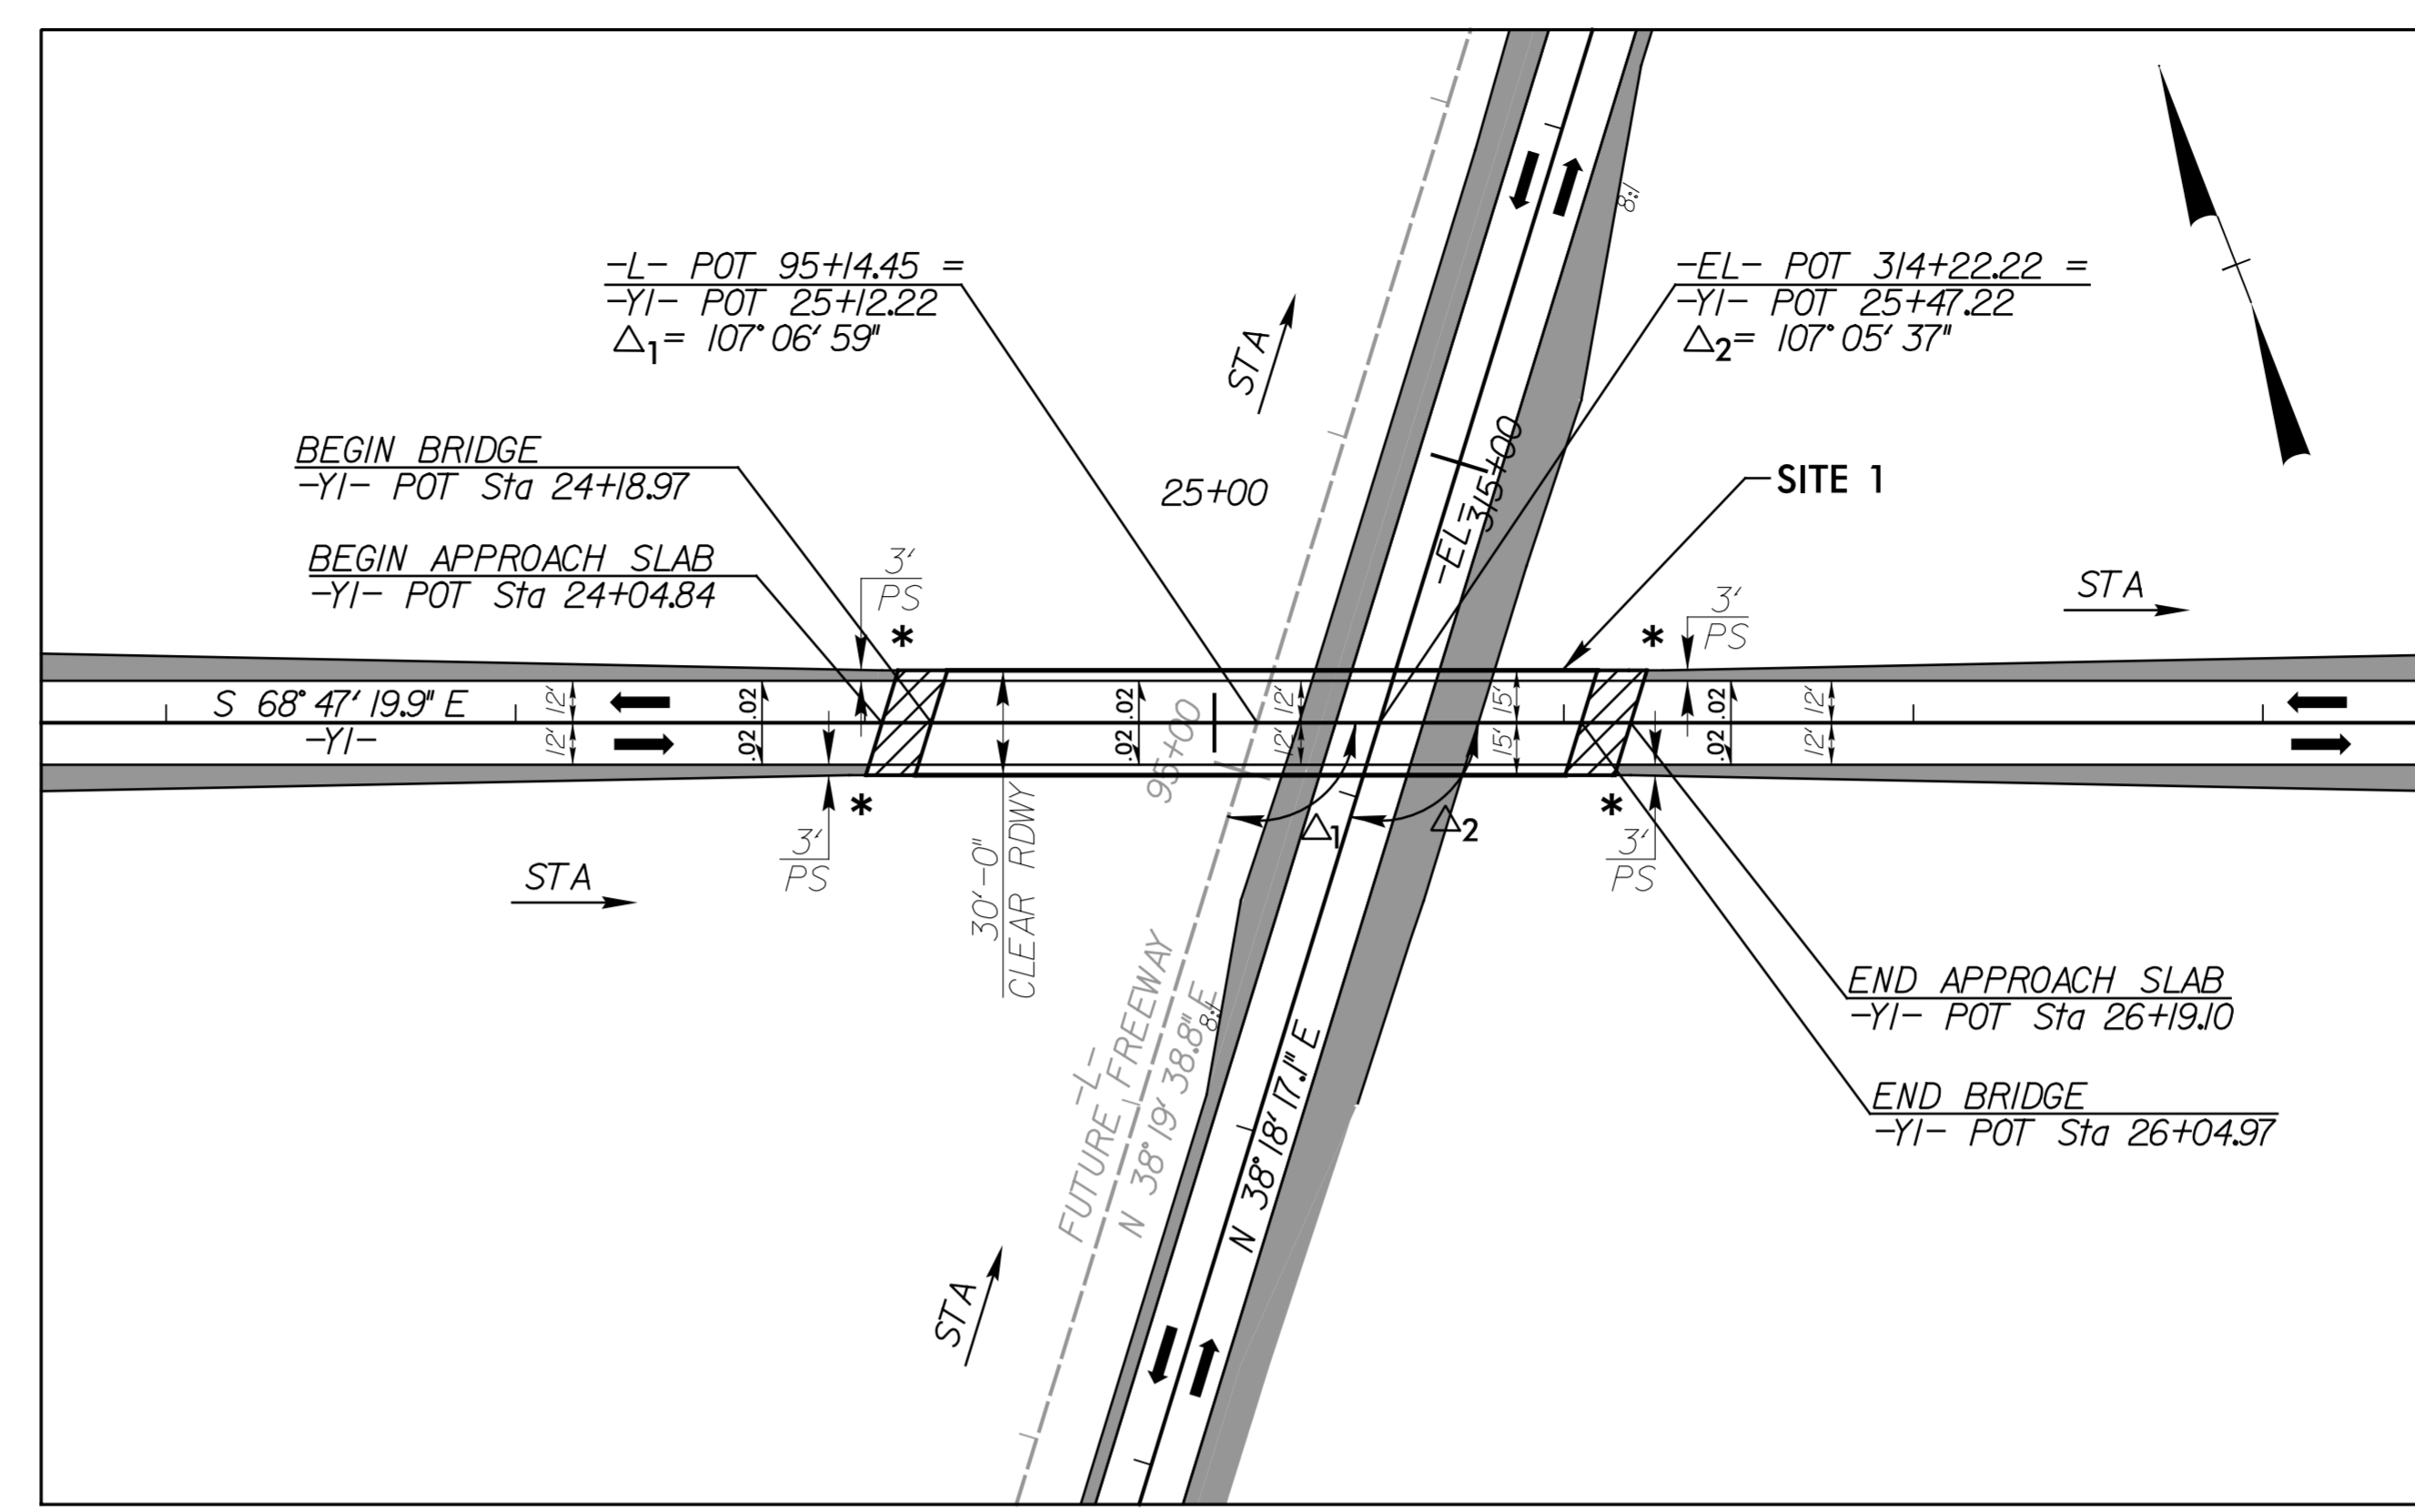 -L- POT 95+14.45 =
-Y1- POT 25+12.22
△1= 107° 06' 59"
-EL- POT 314+22.22 =
-Y1- POT 25+47.22
△2= 107° 05' 37"
8:1
STA
BEGIN BRIDGE
-Y1- POT Sta 24+18.97
25+00
-EL-
315+00
SITE 1
BEGIN APPROACH SLAB
-Y1- POT Sta 24+04.84
3'
PS
*
*
3'
PS
STA
S 68° 47' 19.9" E
-Y1-
12'
12'
.02
.02
.02
.02
12'
12'
15'
15'
.02
.02
12'
12'
95+00
*
*
3'
PS
30'-0"
CLEAR RDWY
△1
△2
3'
PS
STA
-L-
FUTURE FREEWAY
N 38° 19' 38.8" E
8:1
N 38° 18' 17.1" E
END APPROACH SLAB
-Y1- POT Sta 26+19.10
END BRIDGE
-Y1- POT Sta 26+04.97
STA